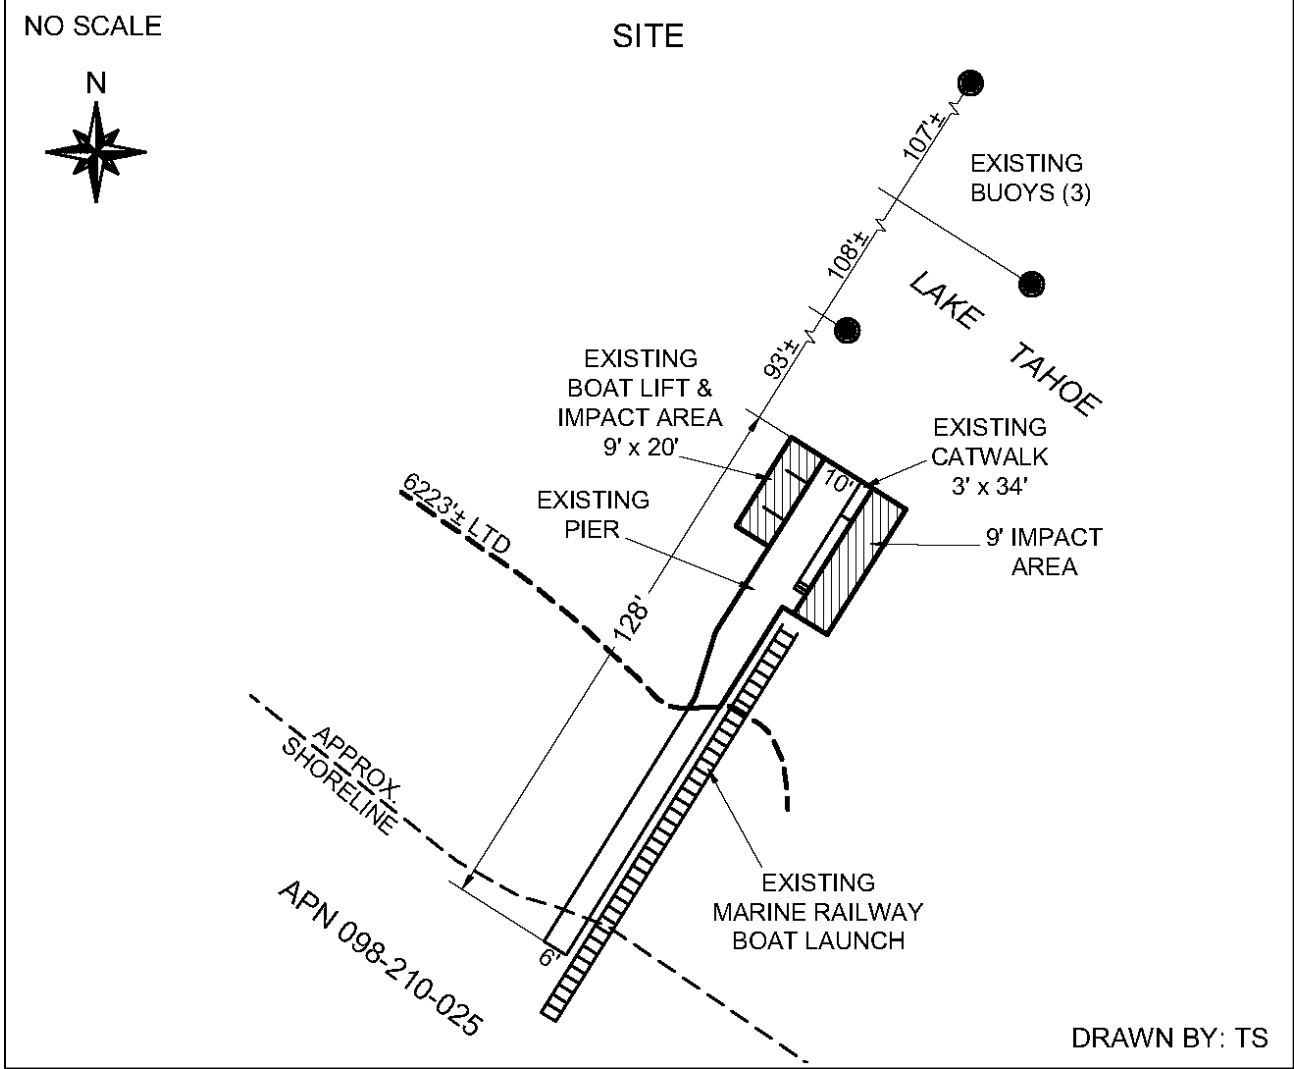 NO SCALE
SITE
N
107'±
EXISTING
BUOYS (3)
108'±
LAKE TAHOE
93'±
EXISTING
BOAT LIFT &
IMPACT AREA
9' x 20'
EXISTING
CATWALK
3' x 34'
10'
6223'± LTD
EXISTING
PIER
9' IMPACT
AREA
128'
APPROX.
SHORELINE
EXISTING
MARINE RAILWAY
BOAT LAUNCH
6'
APN 098-210-025
DRAWN BY: TS